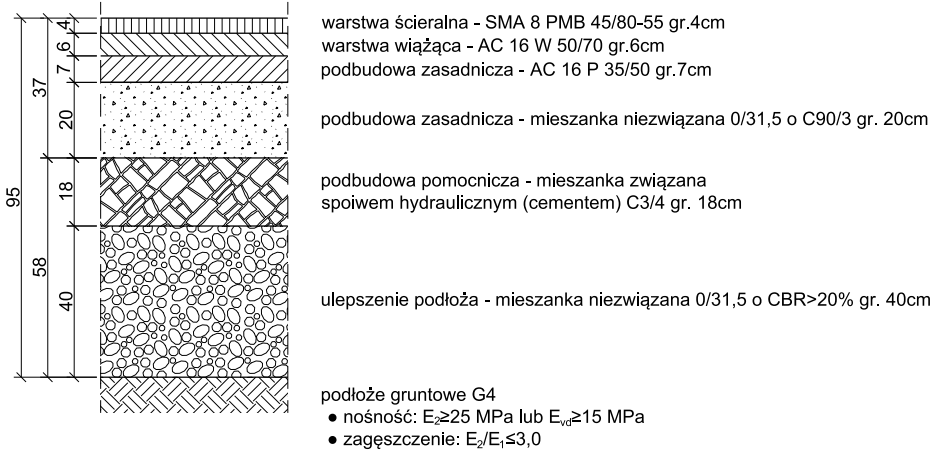 4
warstwa ścieralna - SMA 8 PMB 45/80-55 gr.4cm
6
warstwa wiążąca - AC 16 W 50/70 gr.6cm
7
podbudowa zasadnicza - AC 16 P 35/50 gr.7cm
37
20
podbudowa zasadnicza - mieszanka niezwiązana 0/31,5 o C90/3 gr. 20cm
95
18
podbudowa pomocnicza - mieszanka związana
spoiwem hydraulicznym (cementem) C3/4 gr. 18cm
58
40
ulepszenie podłoża - mieszanka niezwiązana 0/31,5 o CBR>20% gr. 40cm
podłoże gruntowe G4
● nośność: E₂≥25 MPa lub Evd≥15 MPa
● zagęszczenie: E₂/E₁≤3,0